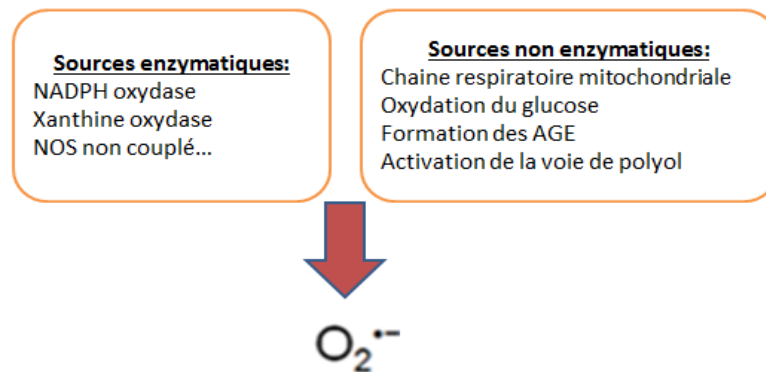 Sources enzymatiques:
NADPH oxydase
Xanthine oxydase
NOS non couplé...
Sources non enzymatiques:
Chaine respiratoire mitochondriale
Oxydation du glucose
Formation des AGE
Activation de la voie de polyol
O₂•−